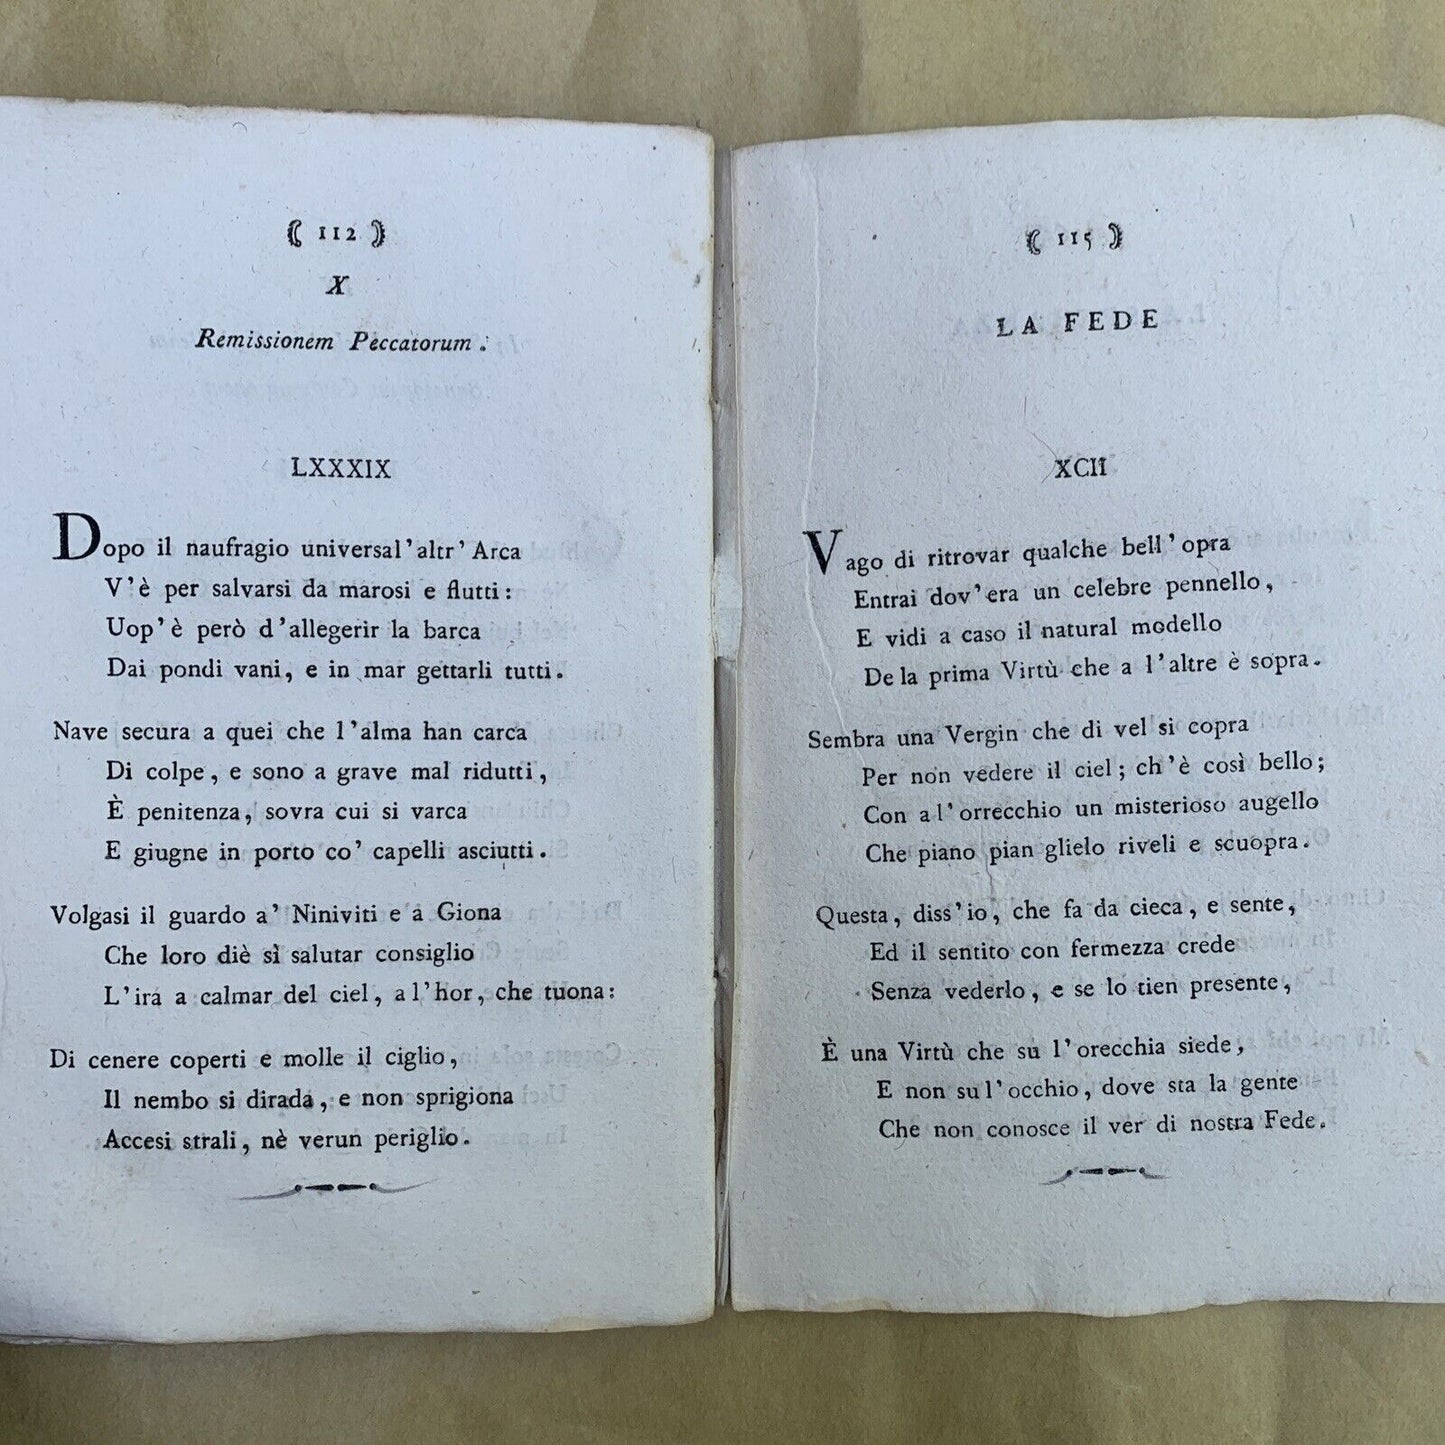 ( 112 )
X
Remissionem Peccatorum.
LXXXIX
Dopo il naufragio universal' altr' Arca
V'è per salvarsi da marosi e flutti:
Uop'è però d'allegerir la barca
Dai pondi vani, e in mar gettarli tutti.
Nave secura a quei che l'alma han carca
Di colpe, e sono a grave mal ridutti,
È penitenza, sovra cui si varca
E giugne in porto co' capelli asciutti.
Volgasi il guardo a' Niniviti e a Giona
Che loro diè sì salutar consiglio
L'ira a calmar del ciel, a l'hor, che tuona:
Di cenere coperti e molle il ciglio,
Il nembo si dirada, e non sprigiona
Accesi strali, nè verun periglio.
( 115 )
LA FEDE
XCII
Vago di ritrovar qualche bell'opra
Entrai dov'era un celebre pennello,
E vidi a caso il natural modello
De la prima Virtù che a l'altre è sopra.
Sembra una Vergin che di vel si copra
Per non vedere il ciel; ch'è così bello;
Con a l'orrecchio un misterioso augello
Che piano pian glielo riveli e scuopra.
Questa, diss'io, che fa da cieca, e sente,
Ed il sentito con fermezza crede
Senza vederlo, e se lo tien presente,
È una Virtù che su l'orecchia siede,
E non su l'occhio, dove sta la gente
Che non conosce il ver di nostra Fede.